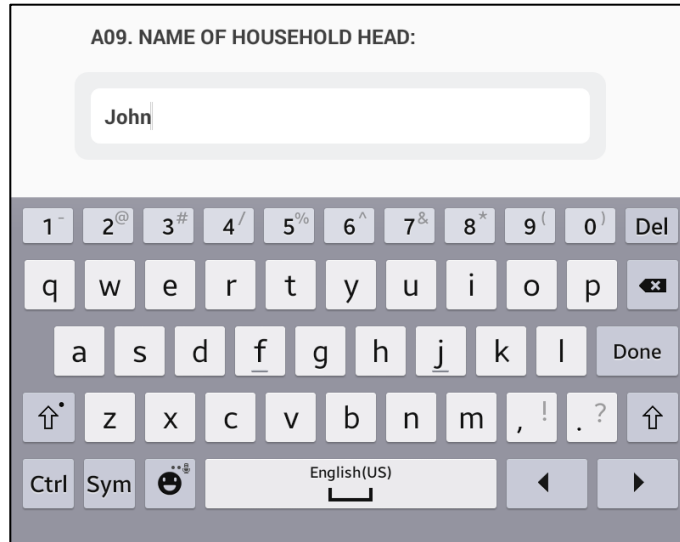 A09. NAME OF HOUSEHOLD HEAD:
John
1 - 2 @ 3 # 4 / 5 % 6 ^ 7 & 8 * 9 ( 0 ) Del
q w e r t y u i o p
a s d f g h j k l Done
z x c v b n m , ! . ?
Ctrl Sym English(US)